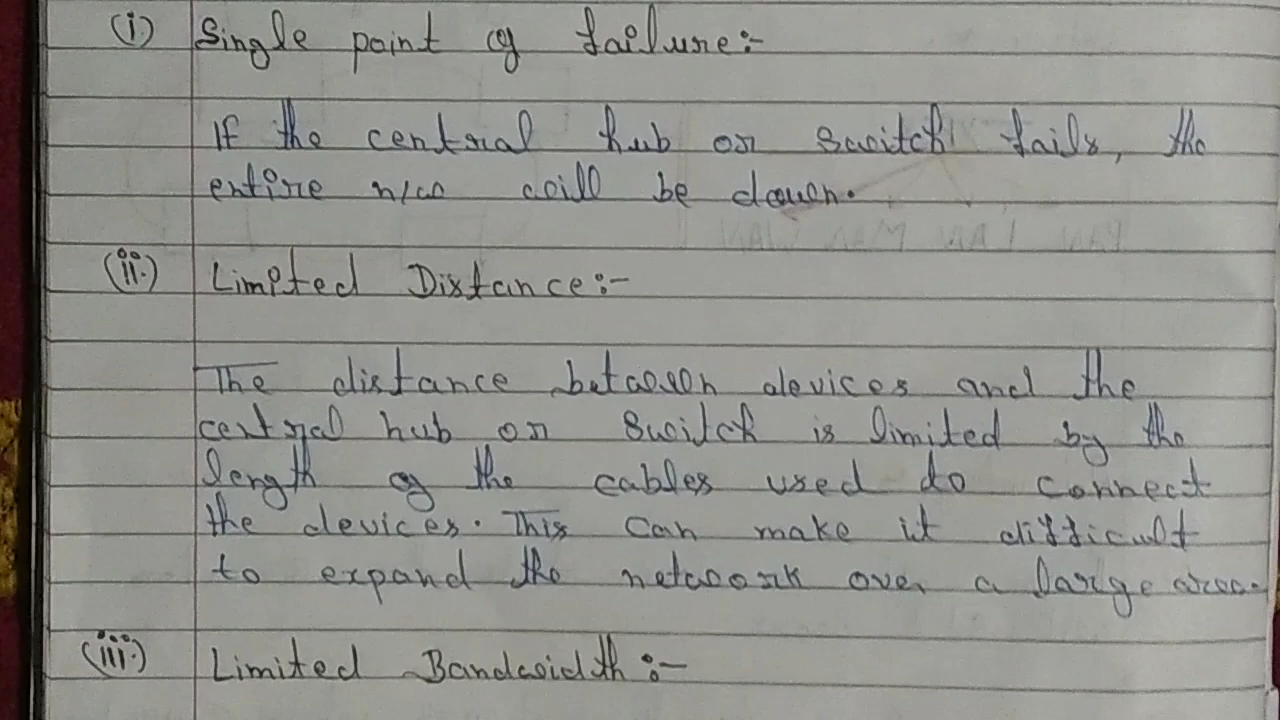 (i) Single point of failure:-
If the central hub or switch fails, the
entire n/w will be down.
(ii.) Limited Distance:-
The distance between devices and the
central hub or switch is limited by the
length of the cables used to connect
the devices. This can make it difficult
to expand the network over a large area.
(iii.) Limited Bandwidth:-